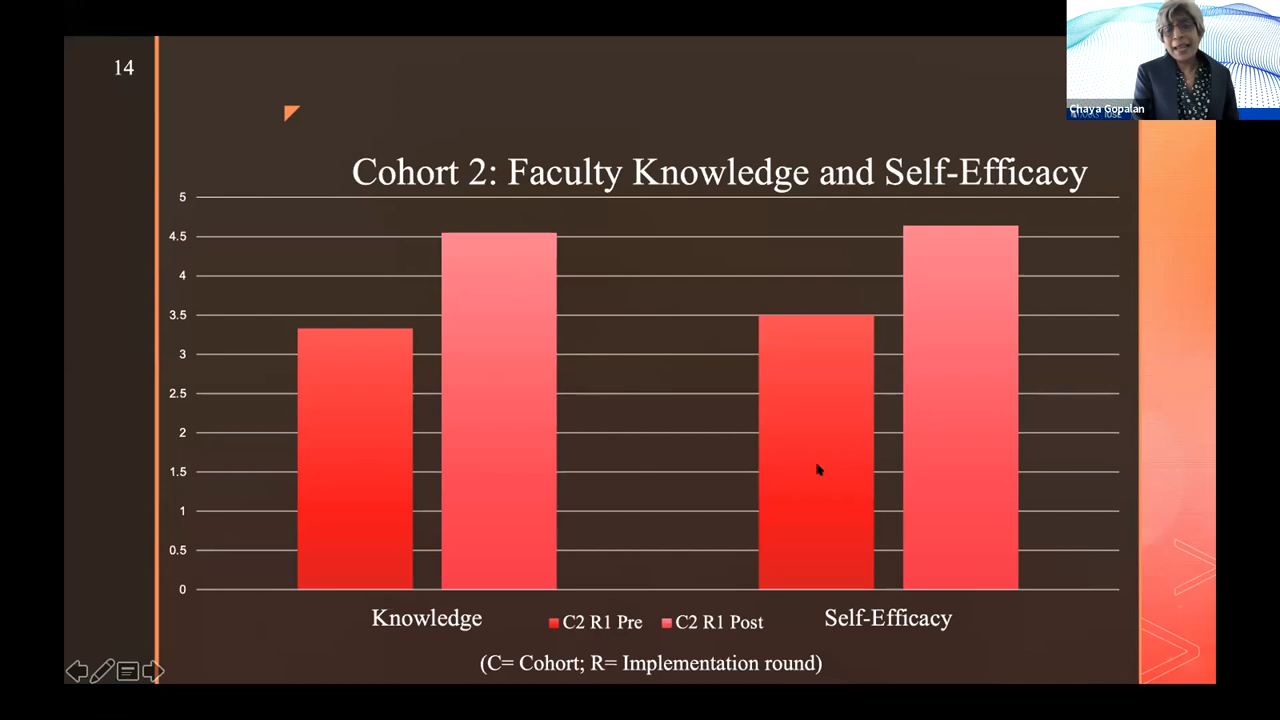 14
Chaya Gopalan
IUSE
Cohort 2: Faculty Knowledge and Self-Efficacy
5
4.5
4
3.5
3
2.5
2
1.5
1
0.5
0
Knowledge
C2 R1 Pre
C2 R1 Post
Self-Efficacy
(C= Cohort; R= Implementation round)